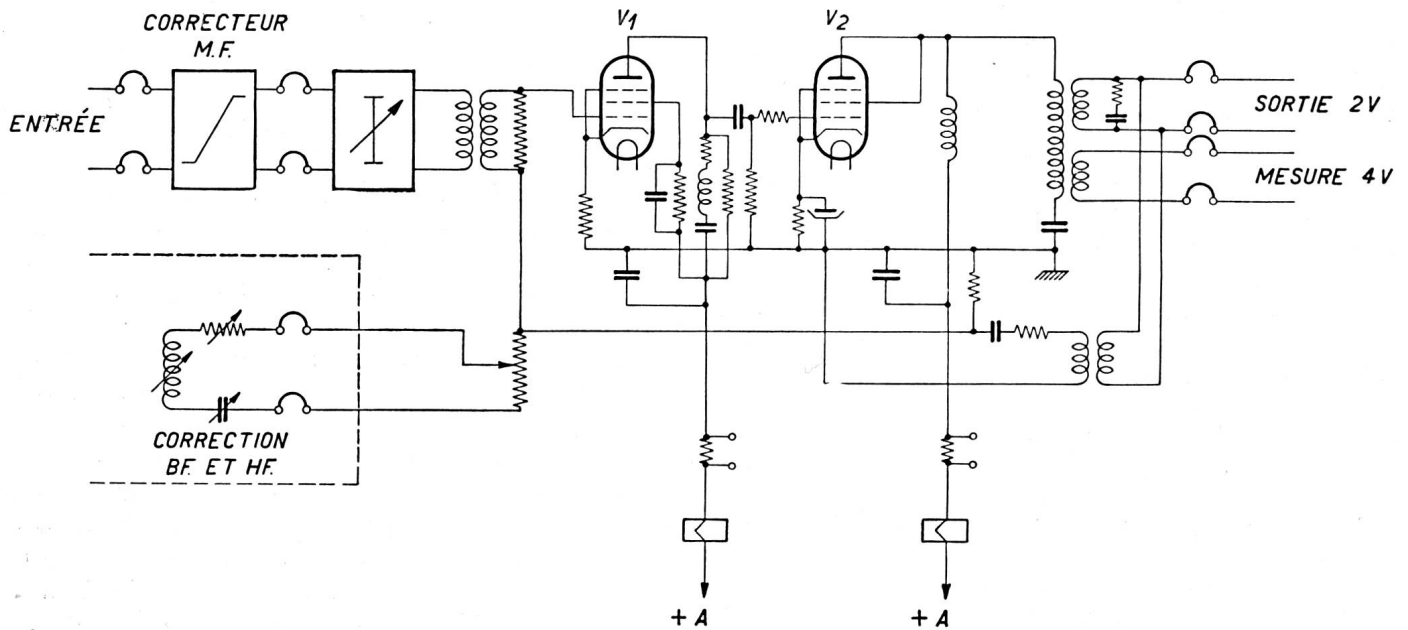 CORRECTEUR
M.F.
V1
V2
ENTRÉE
SORTIE 2V
MESURE 4V
CORRECTION
BF. ET HF.
+ A
+ A